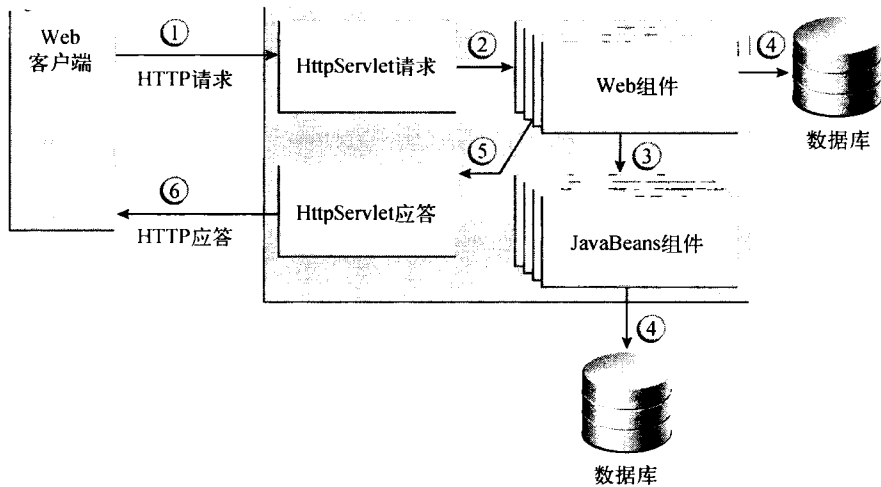 Web
客户端
①
HTTP请求
HttpServlet请求
②
Web组件
④
数据库
③
⑤
HttpServlet应答
⑥
HTTP应答
JavaBeans组件
④
数据库